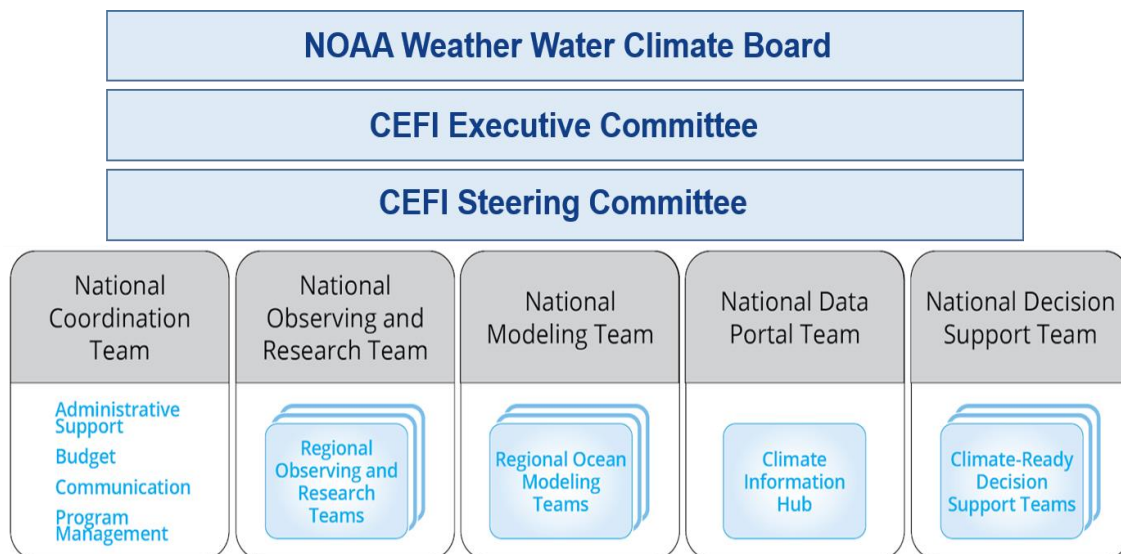 NOAA Weather Water Climate Board
CEFI Executive Committee
CEFI Steering Committee
National
Coordination
Team
Administrative
Support
Budget
Communication
Program
Management
National
Observing and
Research Team
Regional
Observing and
Research
Teams
National
Modeling Team
Regional Ocean
Modeling
Teams
National Data
Portal Team
Climate
Information
Hub
National Decision
Support Team
Climate-Ready
Decision
Support Teams